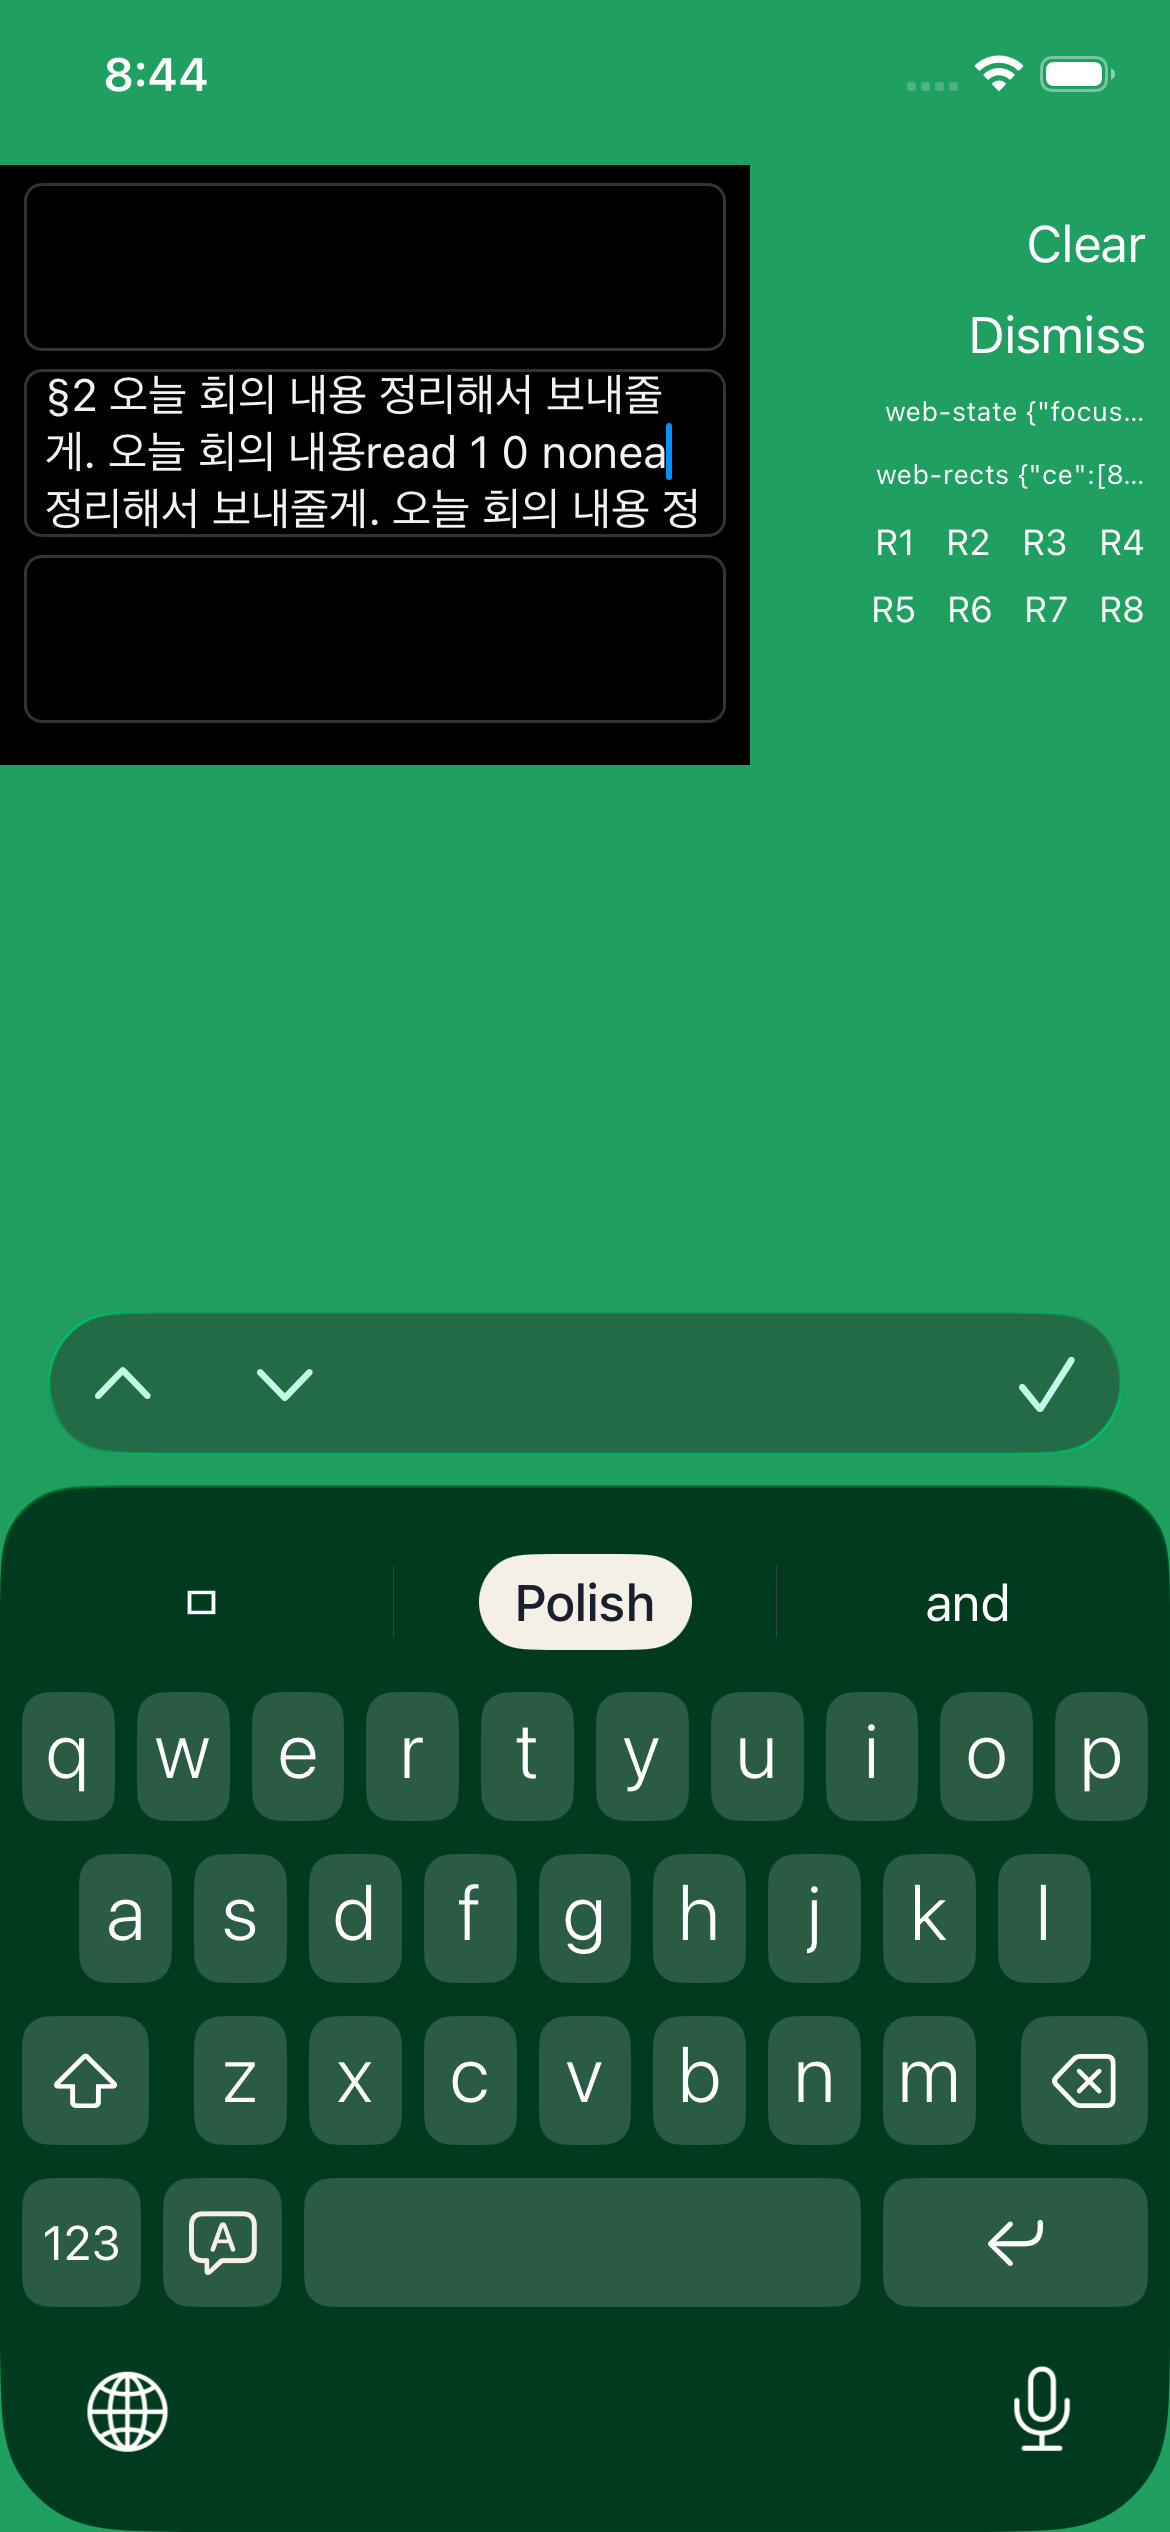 8:44
Clear
Dismiss
web-state {"focus...
web-rects {"ce":[8...
R1 R2 R3 R4
R5 R6 R7 R8
§2 오늘 회의 내용 정리해서 보내줄
게. 오늘 회의 내용read 1 0 nonea
정리해서 보내줄게. 오늘 회의 내용 정
Polish
and
q w e r t y u i o p
a s d f g h j k l
z x c v b n m
123
A